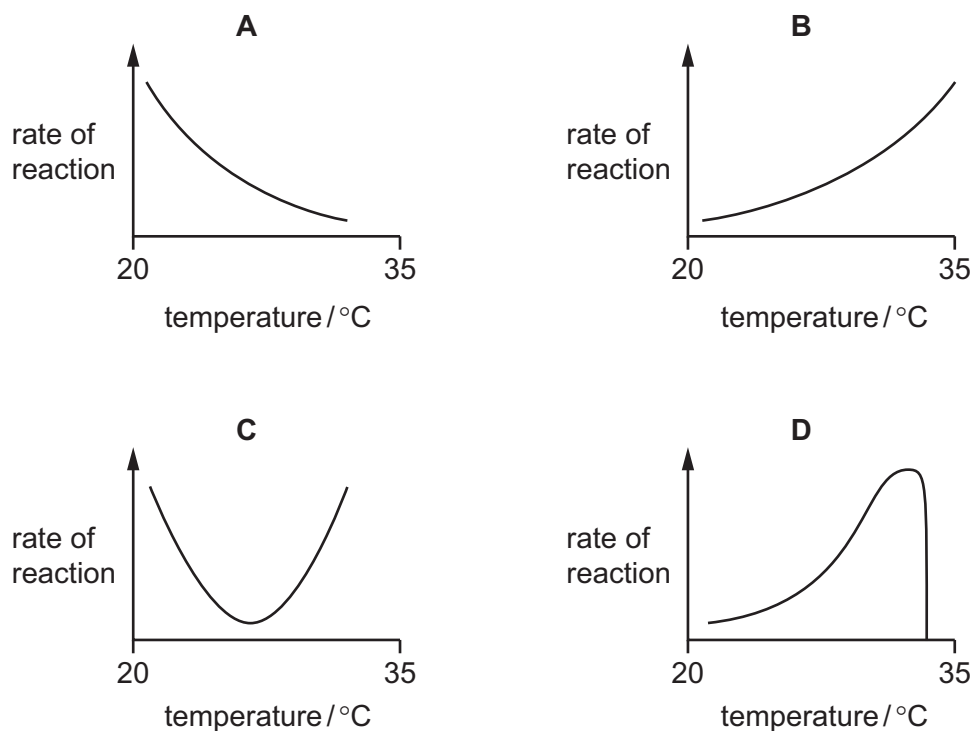 A
rate of
reaction
20
35
temperature / °C
B
rate of
reaction
20
35
temperature / °C
C
rate of
reaction
20
35
temperature / °C
D
rate of
reaction
20
35
temperature / °C